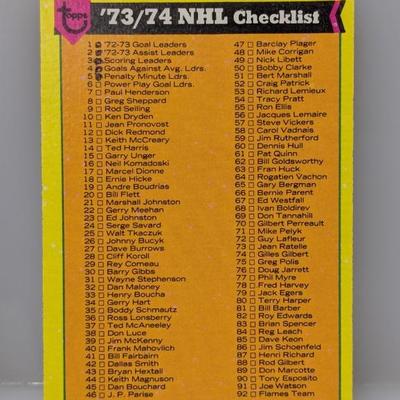 topps
'73/74 NHL Checklist
1 '72-73 Goal Leaders
2 '72-73 Assist Leaders
3 Scoring Leaders
4 Goals Against Avg. Ldrs.
5 Penalty Minute Ldrs.
6 Power Play Goal Ldrs.
7 Paul Henderson
8 Greg Sheppard
9 Rod Seiling
10 Ken Dryden
11 Jean Pronovost
12 Dick Redmond
13 Keith McCreary
14 Ted Harris
15 Garry Unger
16 Neil Komadoski
17 Marcel Dionne
18 Ernie Hicke
19 Andre Boudrias
20 Bill Flett
21 Marshall Johnston
22 Gerry Meehan
23 Ed Johnston
24 Serge Savard
25 Walt Tkaczuk
26 Johnny Bucyk
27 Dave Burrows
28 Cliff Koroll
29 Rey Comeau
30 Barry Gibbs
31 Wayne Stephenson
32 Dan Maloney
33 Henry Boucha
34 Gerry Hart
35 Bobby Schmautz
36 Ross Lonsberry
37 Ted McAneeley
38 Don Luce
39 Jim McKenny
40 Frank Mahovlich
41 Bill Fairbairn
42 Dallas Smith
43 Bryan Hextall
44 Keith Magnuson
45 Dan Bouchard
46 J. P. Parise
47 Barclay Plager
48 Mike Corrigan
49 Nick Libett
50 Bobby Clarke
51 Bert Marshall
52 Craig Patrick
53 Richard Lemieux
54 Tracy Pratt
55 Ron Ellis
56 Jacques Lemaire
57 Steve Vickers
58 Carol Vadnais
59 Jim Rutherford
60 Dennis Hull
61 Pat Quinn
62 Bill Goldsworthy
63 Fran Huck
64 Rogatien Vachon
65 Gary Bergman
66 Bernie Parent
67 Ed Westfall
68 Ivan Boldirev
69 Don Tannahill
70 Gilbert Perreault
71 Mike Pelyk
72 Guy Lafleur
73 Jean Ratelle
74 Gilles Gilbert
75 Greg Polis
76 Doug Jarrett
77 Phil Myre
78 Fred Harvey
79 Jack Egers
80 Terry Harper
81 Bill Barber
82 Roy Edwards
83 Brian Spencer
84 Reg Leach
85 Dave Keon
86 Jim Schoenfeld
87 Henri Richard
88 Rod Gilbert
89 Don Marcotte
90 Tony Esposito
91 Joe Watson
92 Flames Team